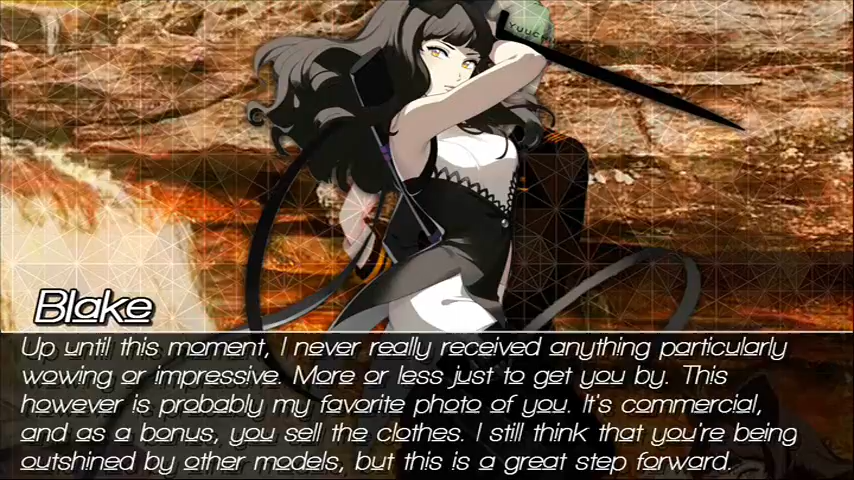 Blake
Up until this moment, I never really received anything particularly
wowing or impressive. More or less just to get you by. This
however is probably my favorite photo of you. It's commercial,
and as a bonus, you sell the clothes. I still think that you're being
outshined by other models, but this is a great step forward.